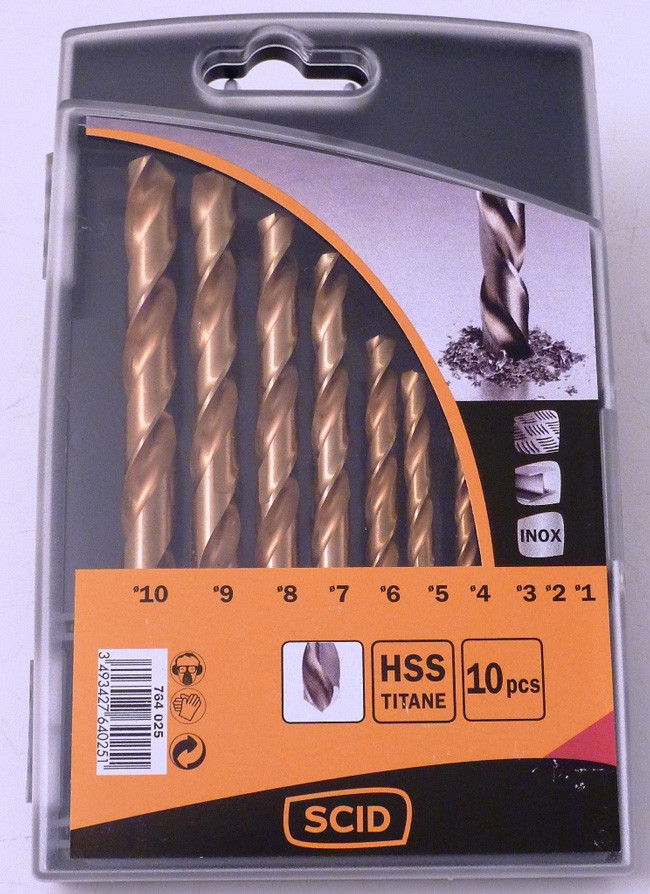 INOX
ø10 ø9 ø8 ø7 ø6 ø5 ø4 ø3 ø2 ø1
HSS
TITANE
10 pcs
764 025
3 493427 640251
SCID